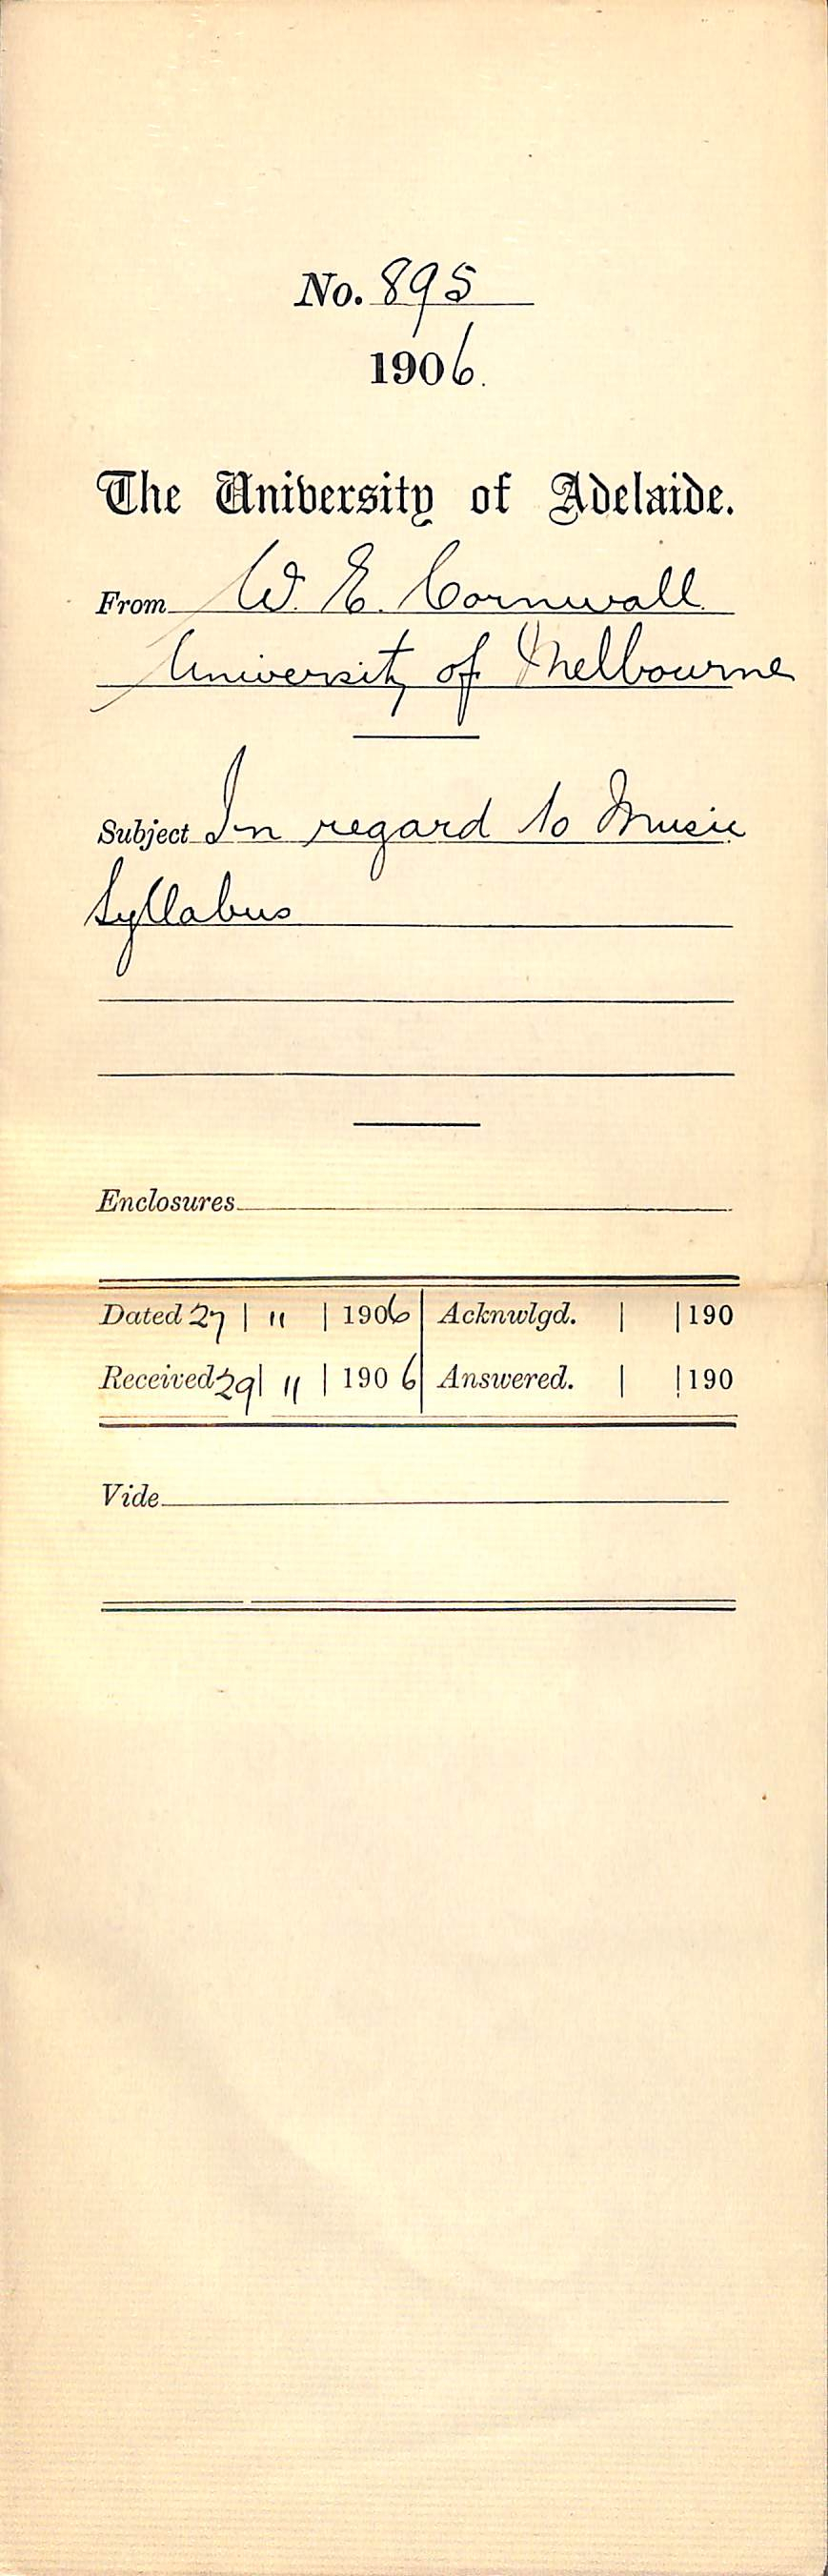 No. 895
1906.
The University of Adelaide.
From W. E. Cornwall
University of Melbourne
Subject In regard to Music
Syllabus
Enclosures
Dated 27 | 11 | 1906 | Acknwlgd. | | 190
Received 29 | 11 | 1906 | Answered. | | 190
Vide